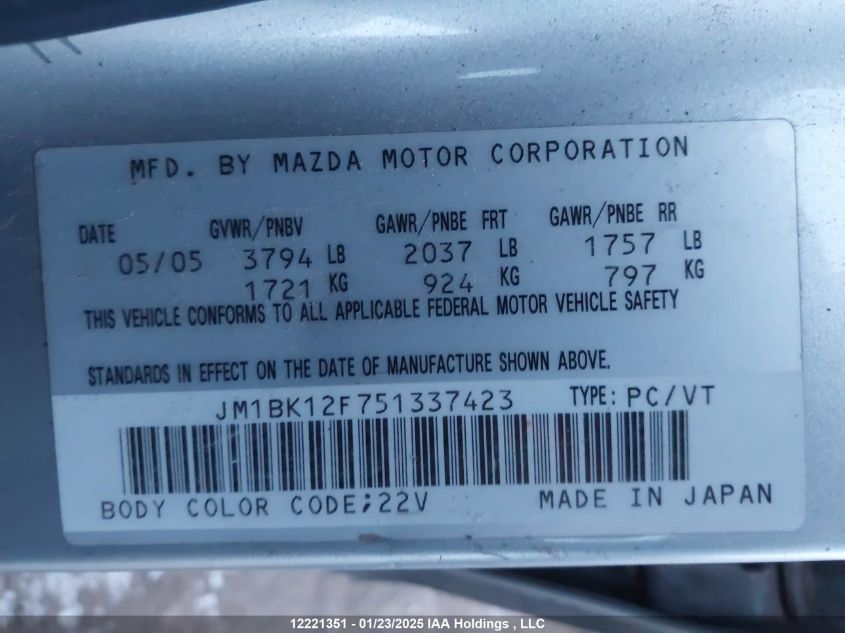 MFD. BY MAZDA MOTOR CORPORATION
DATE GVWR/PNBV GAWR/PNBE FRT GAWR/PNBE RR
05/05 3794 LB 2037 LB 1757 LB
1721 KG 924 KG 797 KG
THIS VEHICLE CONFORMS TO ALL APPLICABLE FEDERAL MOTOR VEHICLE SAFETY
STANDARDS IN EFFECT ON THE DATE OF MANUFACTURE SHOWN ABOVE.
JM1BK12F751337423 TYPE: PC/VT
BODY COLOR CODE;22V MADE IN JAPAN
12221351 - 01/23/2025 IAA Holdings , LLC